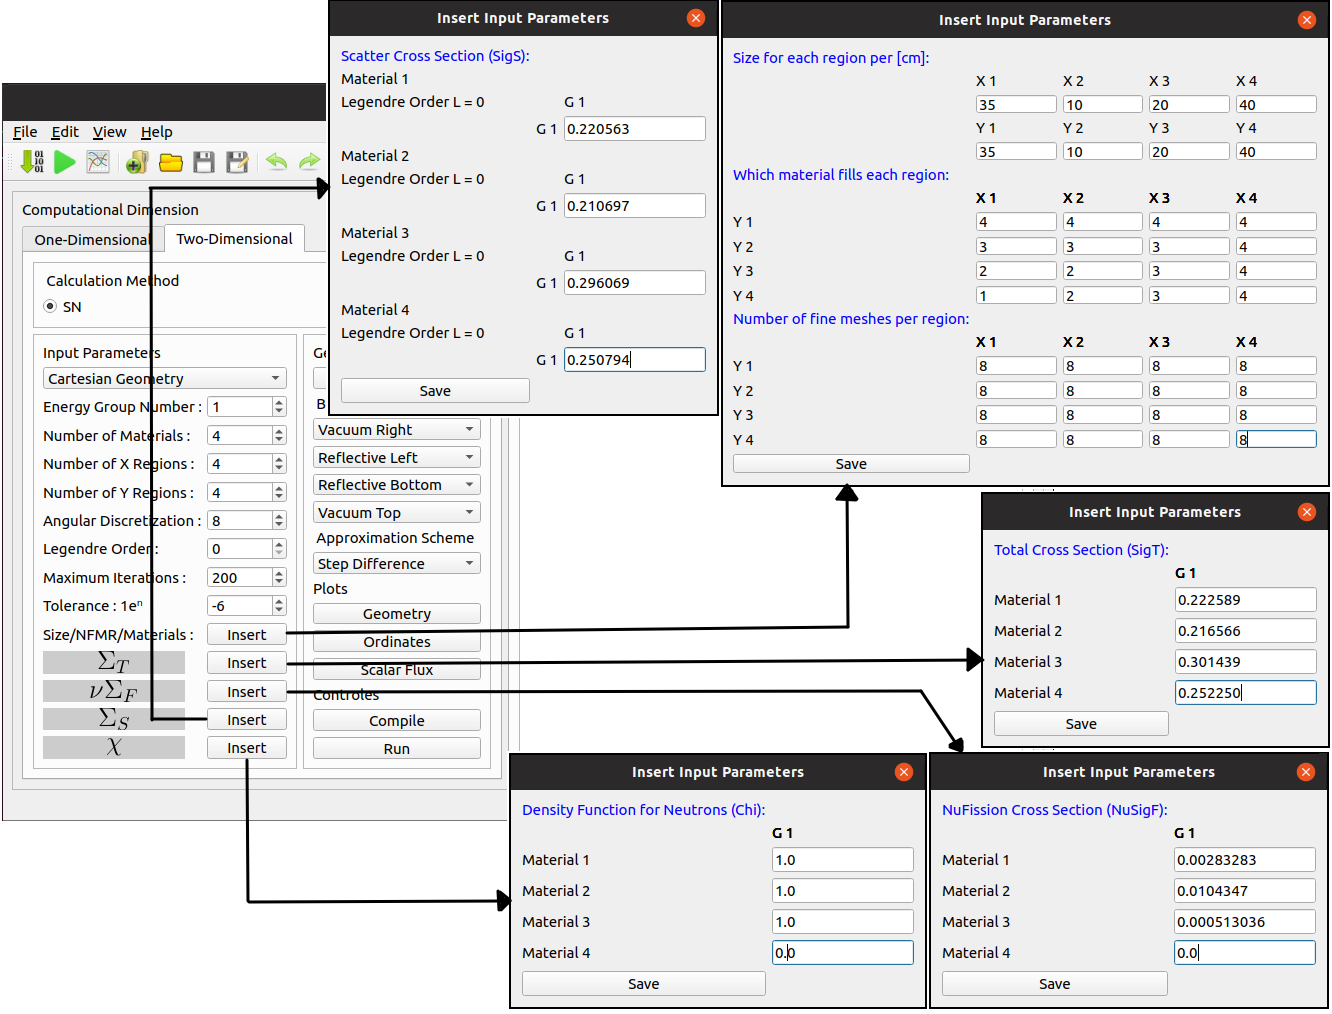 File Edit View Help
01
10
01
Computational Dimension
One-Dimensional Two-Dimensional
Calculation Method
SN
Input Parameters
Cartesian Geometry
Energy Group Number : 1
Number of Materials : 4
Number of X Regions : 4
Number of Y Regions : 4
Angular Discretization : 8
Legendre Order : 0
Maximum Iterations : 200
Tolerance : 1eⁿ -6
Size/NFMR/Materials : Insert
Σ_T Insert
νΣ_F Insert
Σ_S Insert
χ Insert
Ge
B
Vacuum Right
Reflective Left
Reflective Bottom
Vacuum Top
Approximation Scheme
Step Difference
Plots
Geometry
Ordinates
Scalar Flux
Controles
Compile
Run
Insert Input Parameters
Scatter Cross Section (SigS):
Material 1
Legendre Order L = 0 G 1
G 1 0.220563
Material 2
Legendre Order L = 0 G 1
G 1 0.210697
Material 3
Legendre Order L = 0 G 1
G 1 0.296069
Material 4
Legendre Order L = 0 G 1
G 1 0.250794
Save
Insert Input Parameters
Size for each region per [cm]:
X 1 X 2 X 3 X 4
35 10 20 40
Y 1 Y 2 Y 3 Y 4
35 10 20 40
Which material fills each region:
X 1 X 2 X 3 X 4
Y 1 4 4 4 4
Y 2 3 3 3 4
Y 3 2 2 3 4
Y 4 1 2 3 4
Number of fine meshes per region:
X 1 X 2 X 3 X 4
Y 1 8 8 8 8
Y 2 8 8 8 8
Y 3 8 8 8 8
Y 4 8 8 8 8
Save
Insert Input Parameters
Total Cross Section (SigT):
G 1
Material 1 0.222589
Material 2 0.216566
Material 3 0.301439
Material 4 0.252250
Save
Insert Input Parameters
Density Function for Neutrons (Chi):
G 1
Material 1 1.0
Material 2 1.0
Material 3 1.0
Material 4 0.0
Save
Insert Input Parameters
NuFission Cross Section (NuSigF):
G 1
Material 1 0.00283283
Material 2 0.0104347
Material 3 0.000513036
Material 4 0.0
Save